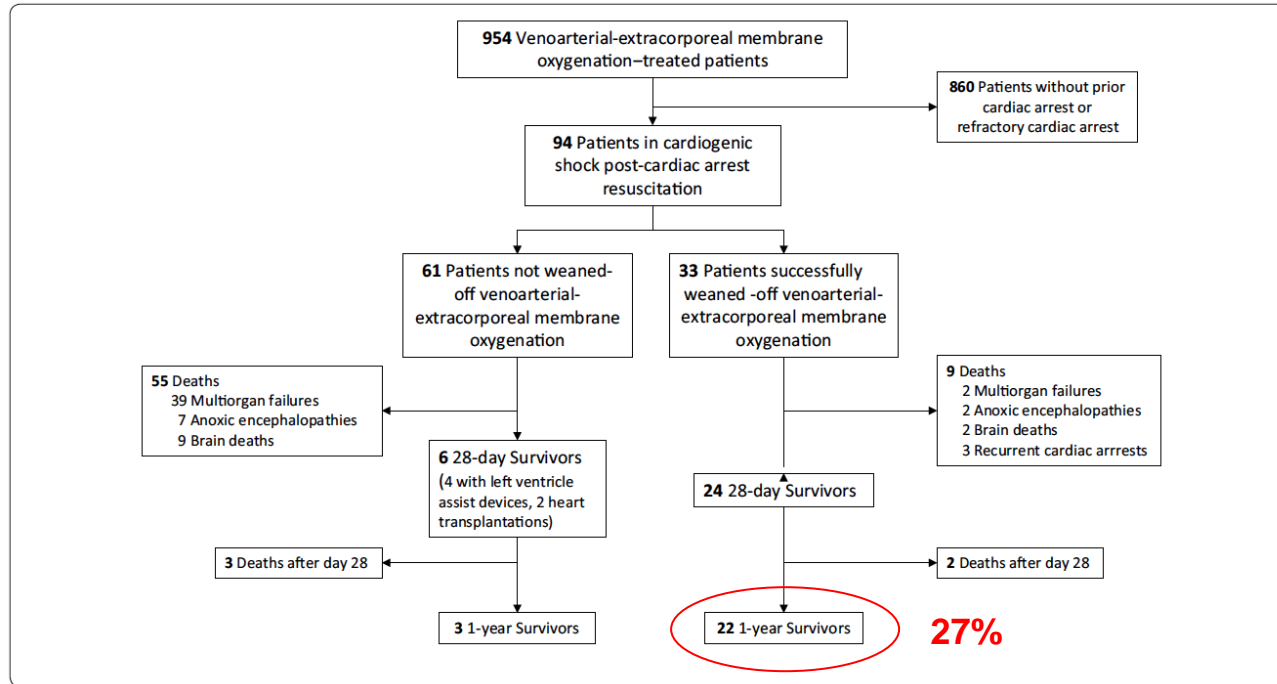 954 Venoarterial-extracorporeal membrane
oxygenation–treated patients
860 Patients without prior
cardiac arrest or
refractory cardiac arrest
94 Patients in cardiogenic
shock post-cardiac arrest
resuscitation
61 Patients not weaned-
off venoarterial-
extracorporeal membrane
oxygenation
33 Patients successfully
weaned -off venoarterial-
extracorporeal membrane
oxygenation
55 Deaths
39 Multiorgan failures
7 Anoxic encephalopathies
9 Brain deaths
9 Deaths
2 Multiorgan failures
2 Anoxic encephalopathies
2 Brain deaths
3 Recurrent cardiac arrrests
6 28-day Survivors
(4 with left ventricle
assist devices, 2 heart
transplantations)
24 28-day Survivors
3 Deaths after day 28
2 Deaths after day 28
3 1-year Survivors
22 1-year Survivors
27%